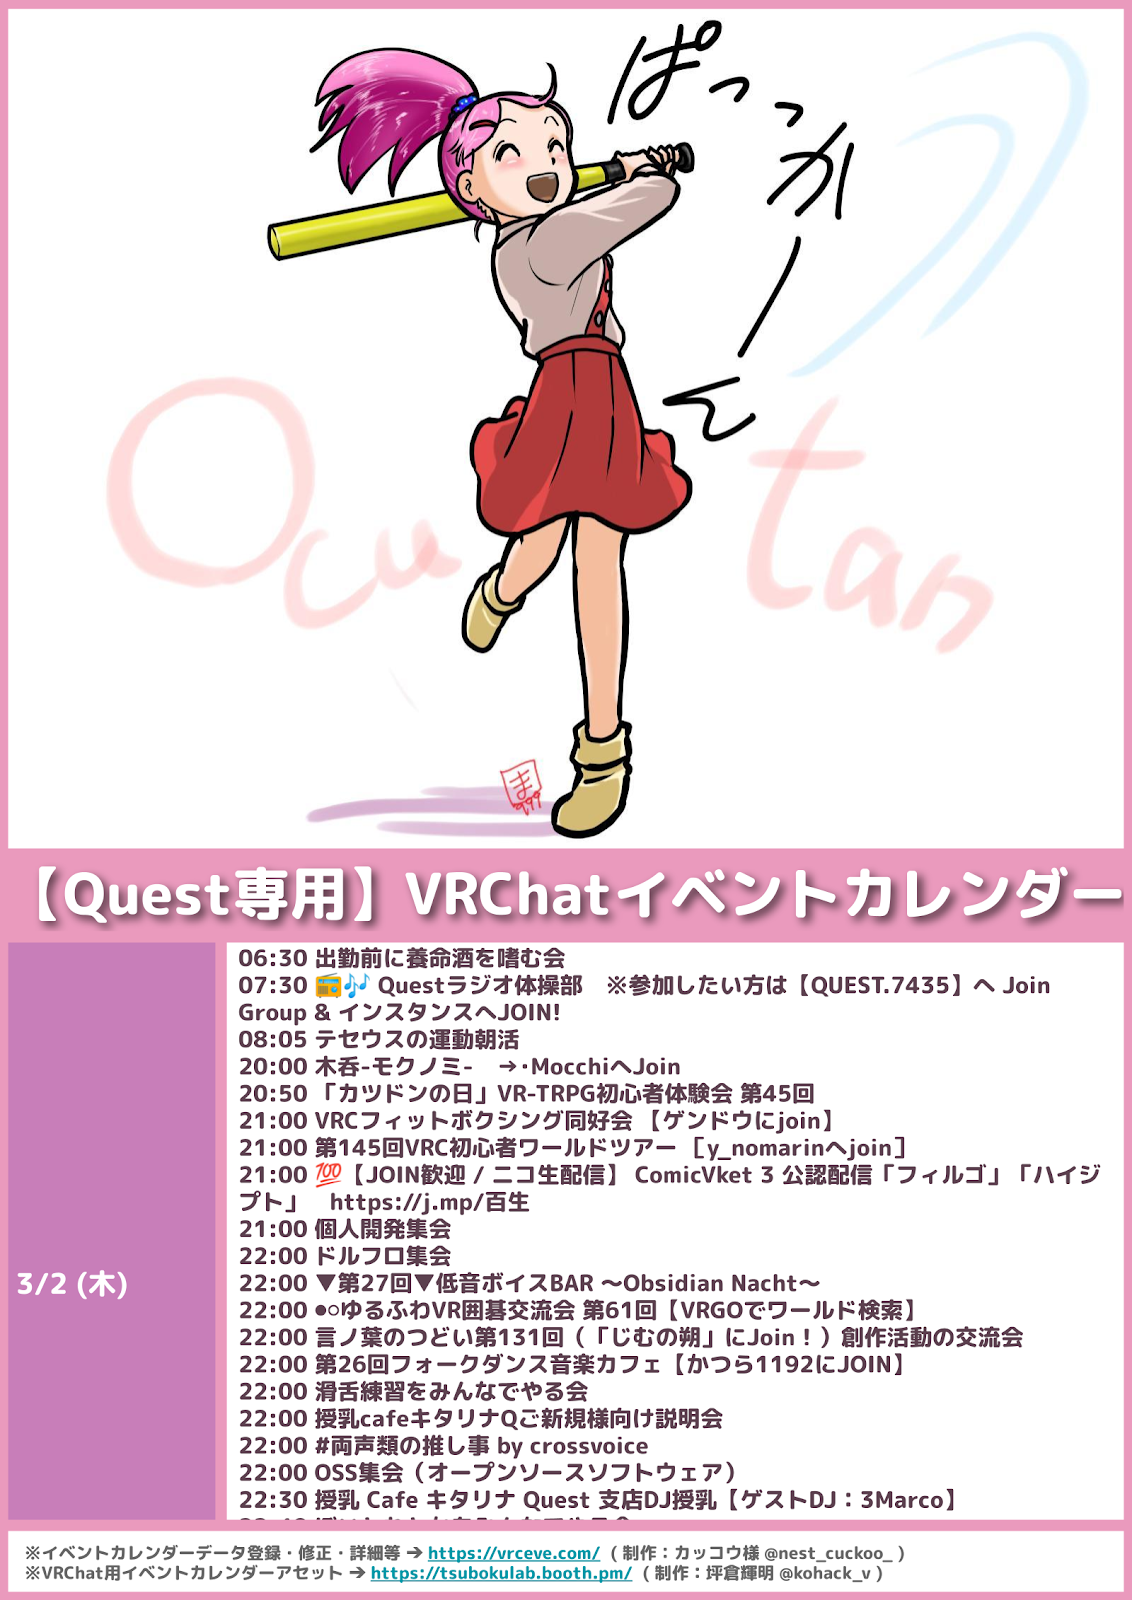 ぱっっかーん
Ocu tan
ま
999
【Quest専用】VRChatイベントカレンダー
3/2 (木)
06:30 出勤前に養命酒を嗜む会
07:30 📻🎶 Questラジオ体操部　※参加したい方は【QUEST.7435】へ Join
Group & インスタンスへJOIN!
08:05 テセウスの運動朝活
20:00 木呑-モクノミ-　→･MocchiへJoin
20:50 「カツドンの日」VR-TRPG初心者体験会 第45回
21:00 VRCフィットボクシング同好会 【ゲンドウにjoin】
21:00 第145回VRC初心者ワールドツアー ［y_nomarinへjoin］
21:00 💯【JOIN歓迎 / ニコ生配信】 ComicVket 3 公認配信「フィルゴ」「ハイジ
プト」　https://j.mp/百生
21:00 個人開発集会
22:00 ドルフロ集会
22:00 ▼第27回▼低音ボイスBAR ～Obsidian Nacht～
22:00 ●○ゆるふわVR囲碁交流会 第61回【VRGOでワールド検索】
22:00 言ノ葉のつどい第131回（「じむの朔」にJoin！）創作活動の交流会
22:00 第26回フォークダンス音楽カフェ【かつら1192にJOIN】
22:00 滑舌練習をみんなでやる会
22:00 授乳cafeキタリナQご新規様向け説明会
22:00 #両声類の推し事 by crossvoice
22:00 OSS集会（オープンソースソフトウェア）
22:30 授乳 Cafe キタリナ Quest 支店DJ授乳【ゲストDJ：3Marco】
※イベントカレンダーデータ登録・修正・詳細等 ➔ https://vrceve.com/ ( 制作：カッコウ様 @nest_cuckoo_ )
※VRChat用イベントカレンダーアセット ➔ https://tsubokulab.booth.pm/ ( 制作：坪倉輝明 @kohack_v )